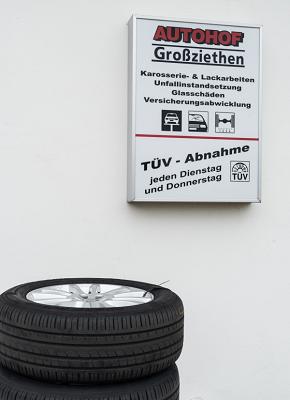 AUTOHOF
Großziethen
Karosserie- & Lackarbeiten
Unfallinstandsetzung
Glasschäden
Versicherungsabwicklung
TÜV - Abnahme
jeden Dienstag
und Donnerstag
TÜV